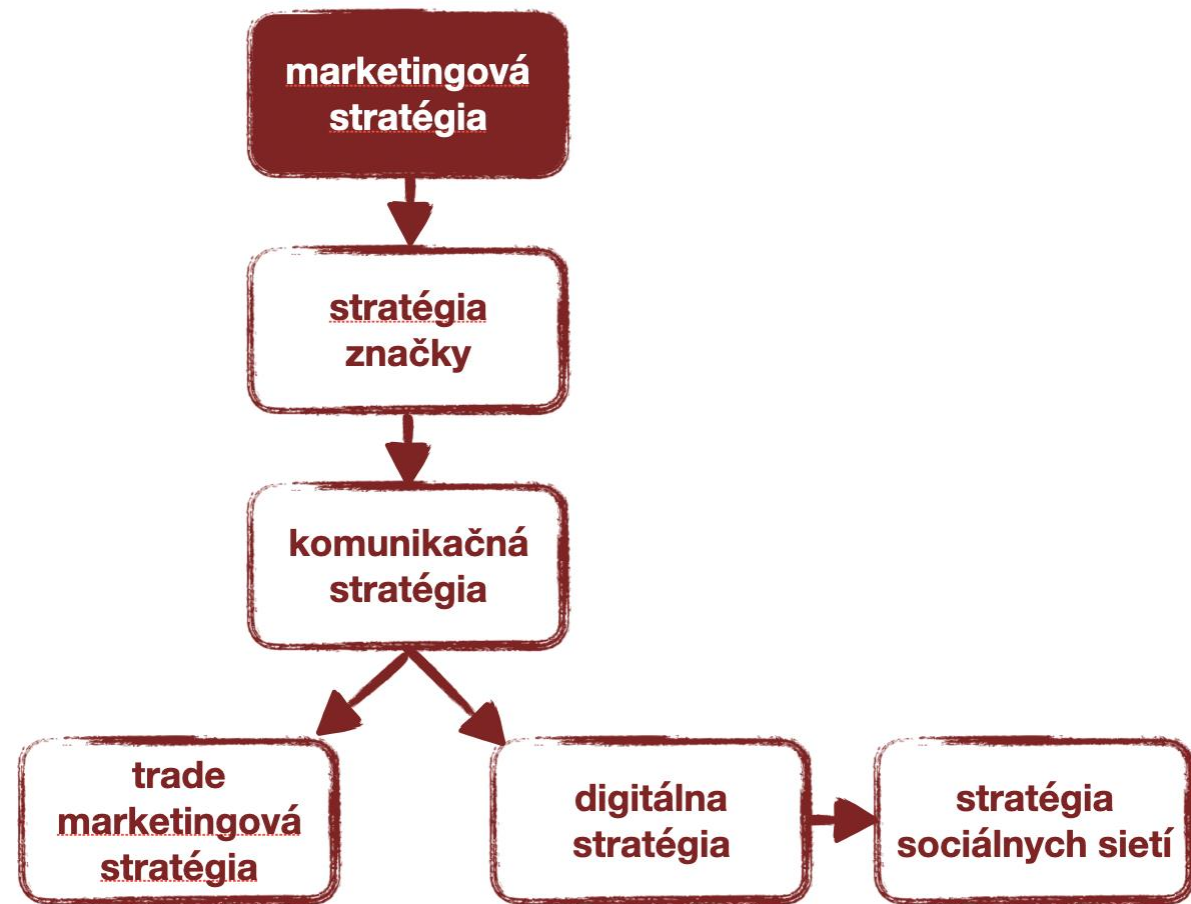 marketingová
stratégia
stratégia
značky
komunikačná
stratégia
trade
marketingová
stratégia
digitálna
stratégia
stratégia
sociálnych sietí